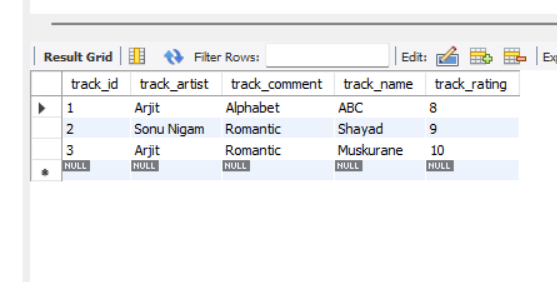 Result Grid Filter Rows: Edit:
track_id track_artist track_comment track_name track_rating
1 Arjit Alphabet ABC 8
2 Sonu Nigam Romantic Shayad 9
3 Arjit Romantic Muskurane 10
NULL NULL NULL NULL NULL